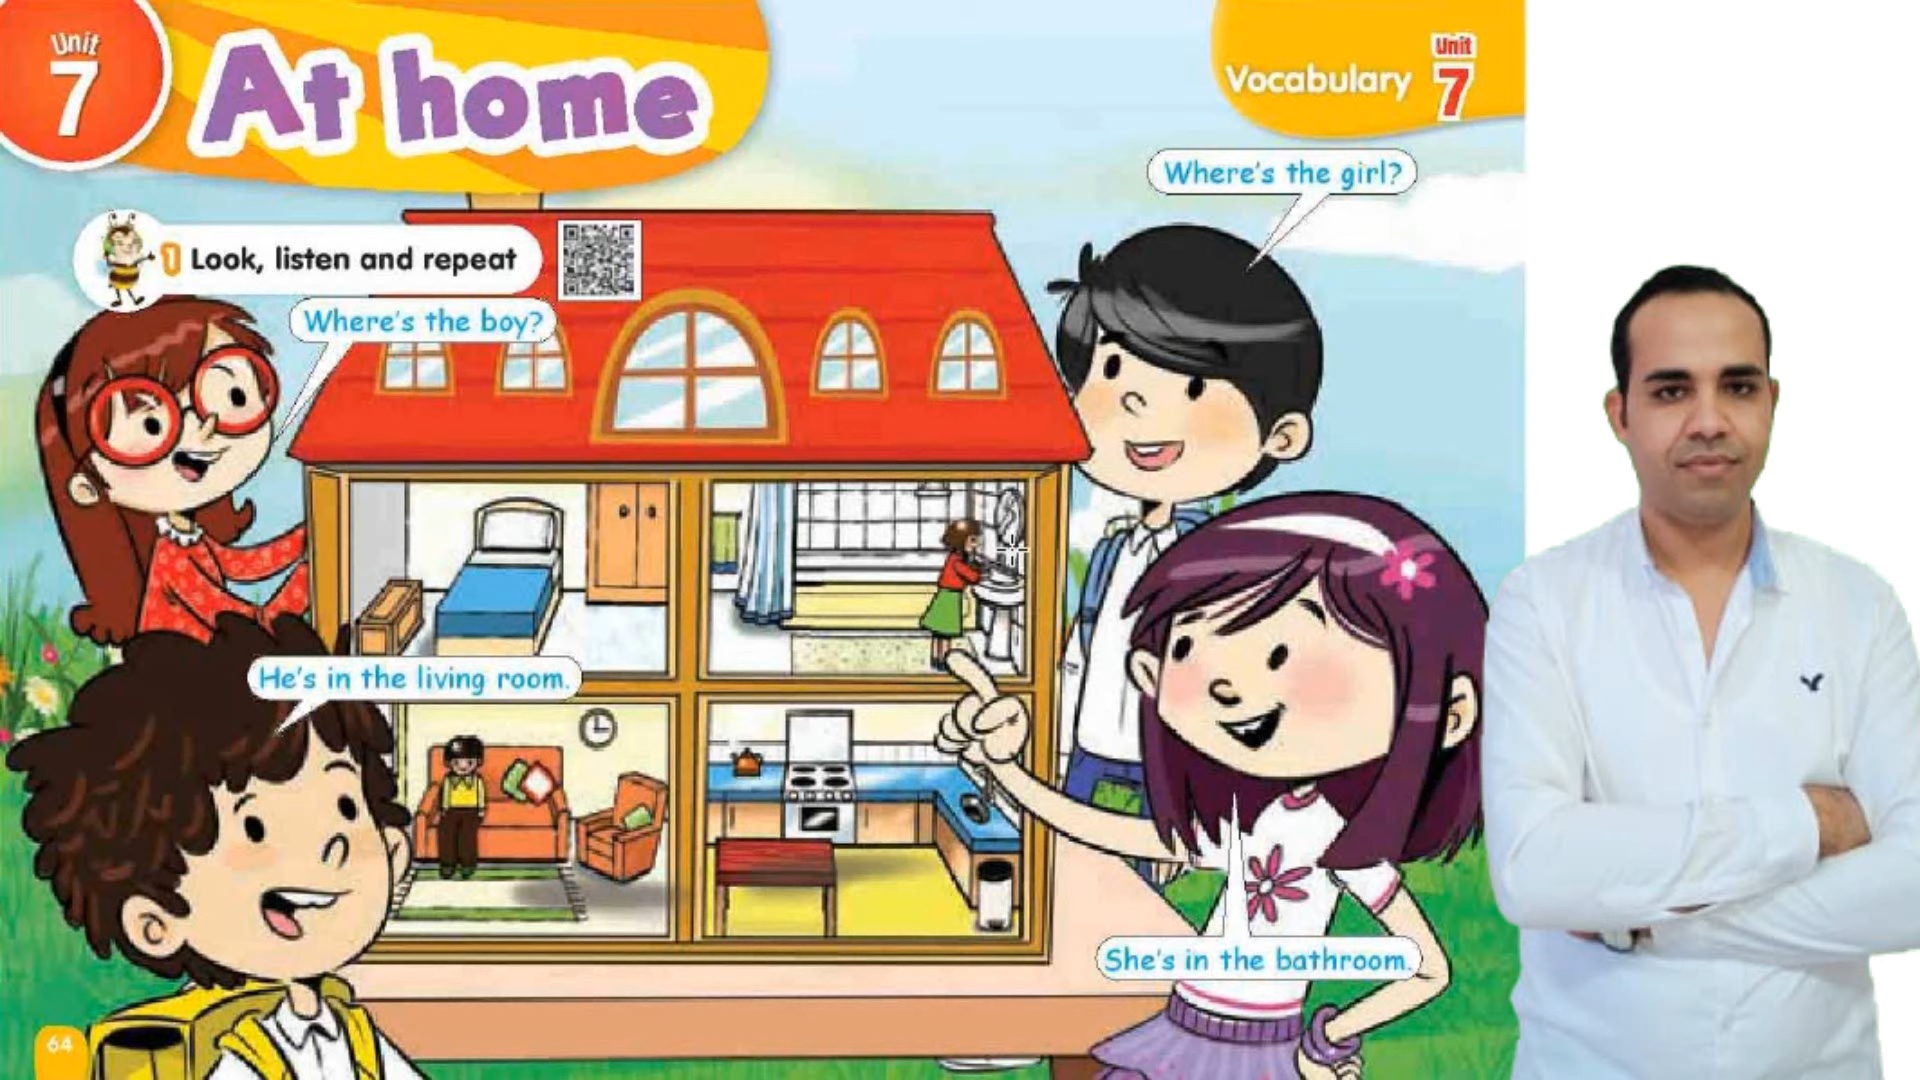 Unit
7
At home
Vocabulary
Unit
7
Where's the girl?
1 Look, listen and repeat
Where's the boy?
He's in the living room.
She's in the bathroom.
64